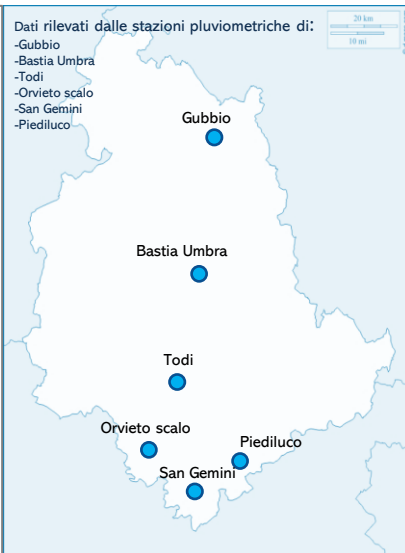 Dati rilevati dalle stazioni pluviometriche di:
-Gubbio
-Bastia Umbra
-Todi
-Orvieto scalo
-San Gemini
-Piediluco
20 km
10 mi
Gubbio
Bastia Umbra
Todi
Orvieto scalo
Piediluco
San Gemini